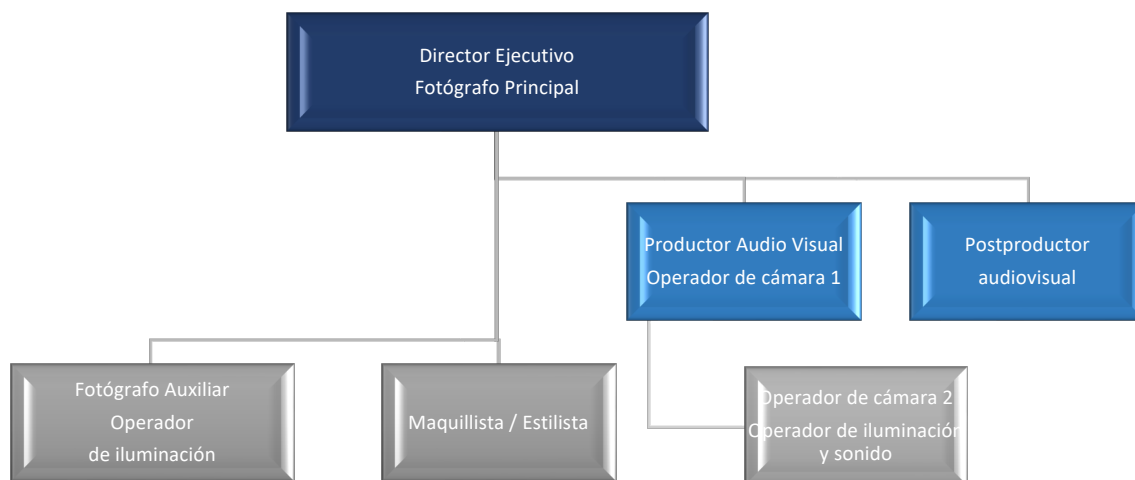 Director Ejecutivo
Fotógrafo Principal
Productor Audio Visual
Operador de cámara 1
Postproductor
audiovisual
Fotógrafo Auxiliar
Operador
de iluminación
Maquillista / Estilista
Operador de cámara 2
Operador de iluminación
y sonido